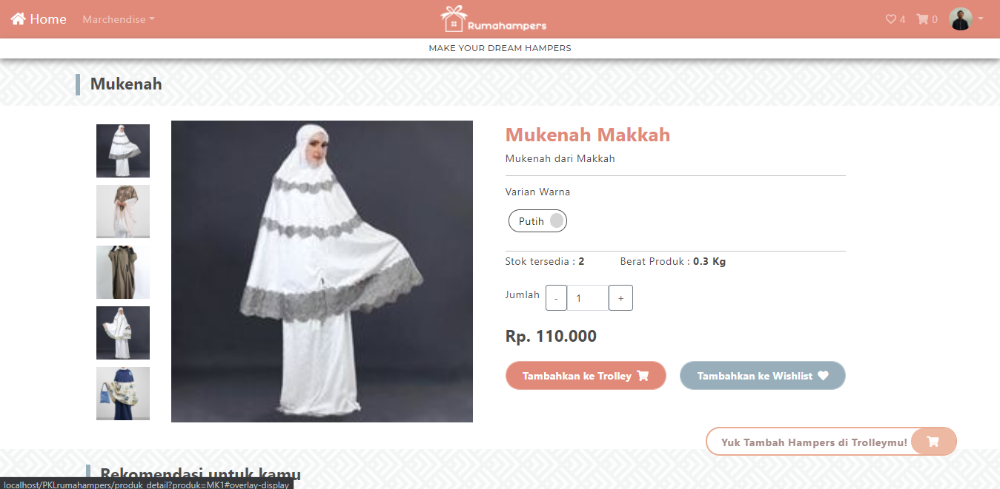 Home
Marchendise
Rumahampers
4
0
MAKE YOUR DREAM HAMPERS
Mukenah
Mukenah Makkah
Mukenah dari Makkah
Varian Warna
Putih
Stok tersedia : 2
Berat Produk : 0.3 Kg
Jumlah - 1 +
Rp. 110.000
Tambahkan ke Trolley
Tambahkan ke Wishlist
Yuk Tambah Hampers di Trolleymu!
Rekomendasi untuk kamu
localhost/PKLrumahampers/produk_detail?produk=MK1#overlay-display